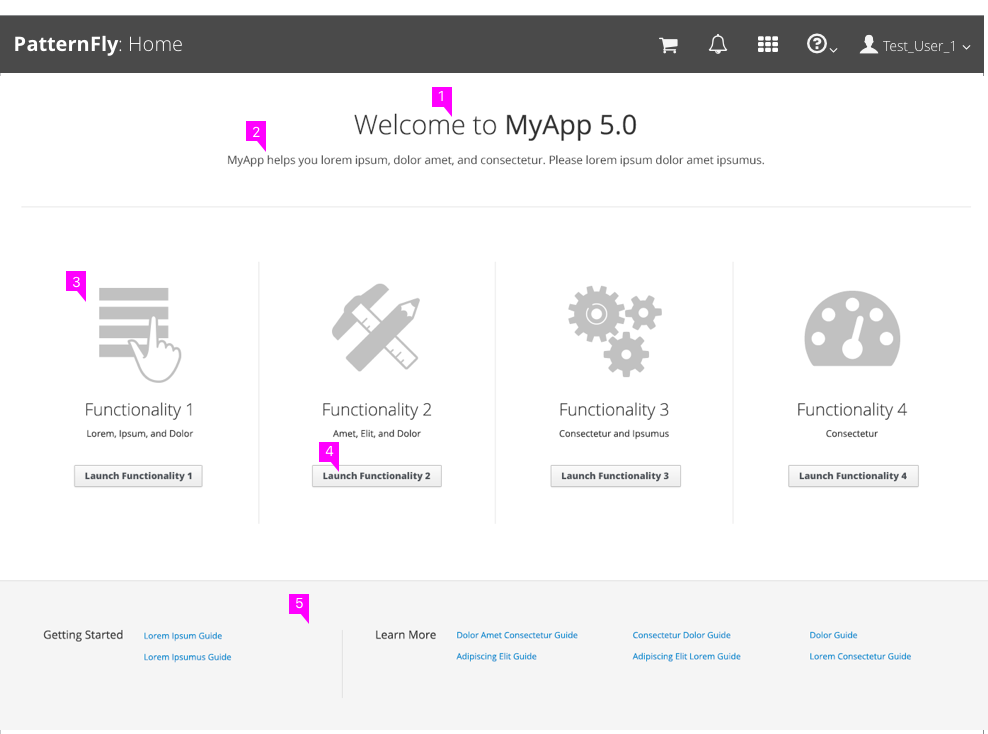 PatternFly: Home
Test_User_1
1
Welcome to MyApp 5.0
2
MyApp helps you lorem ipsum, dolor amet, and consectetur. Please lorem ipsum dolor amet ipsumus.
3
Functionality 1
Lorem, Ipsum, and Dolor
Launch Functionality 1
Functionality 2
Amet, Elit, and Dolor
4
Launch Functionality 2
Functionality 3
Consectetur and Ipsumus
Launch Functionality 3
Functionality 4
Consectetur
Launch Functionality 4
5
Getting Started
Lorem Ipsum Guide
Lorem Ipsumus Guide
Learn More
Dolor Amet Consectetur Guide
Adipiscing Elit Guide
Consectetur Dolor Guide
Adipiscing Elit Lorem Guide
Dolor Guide
Lorem Consectetur Guide